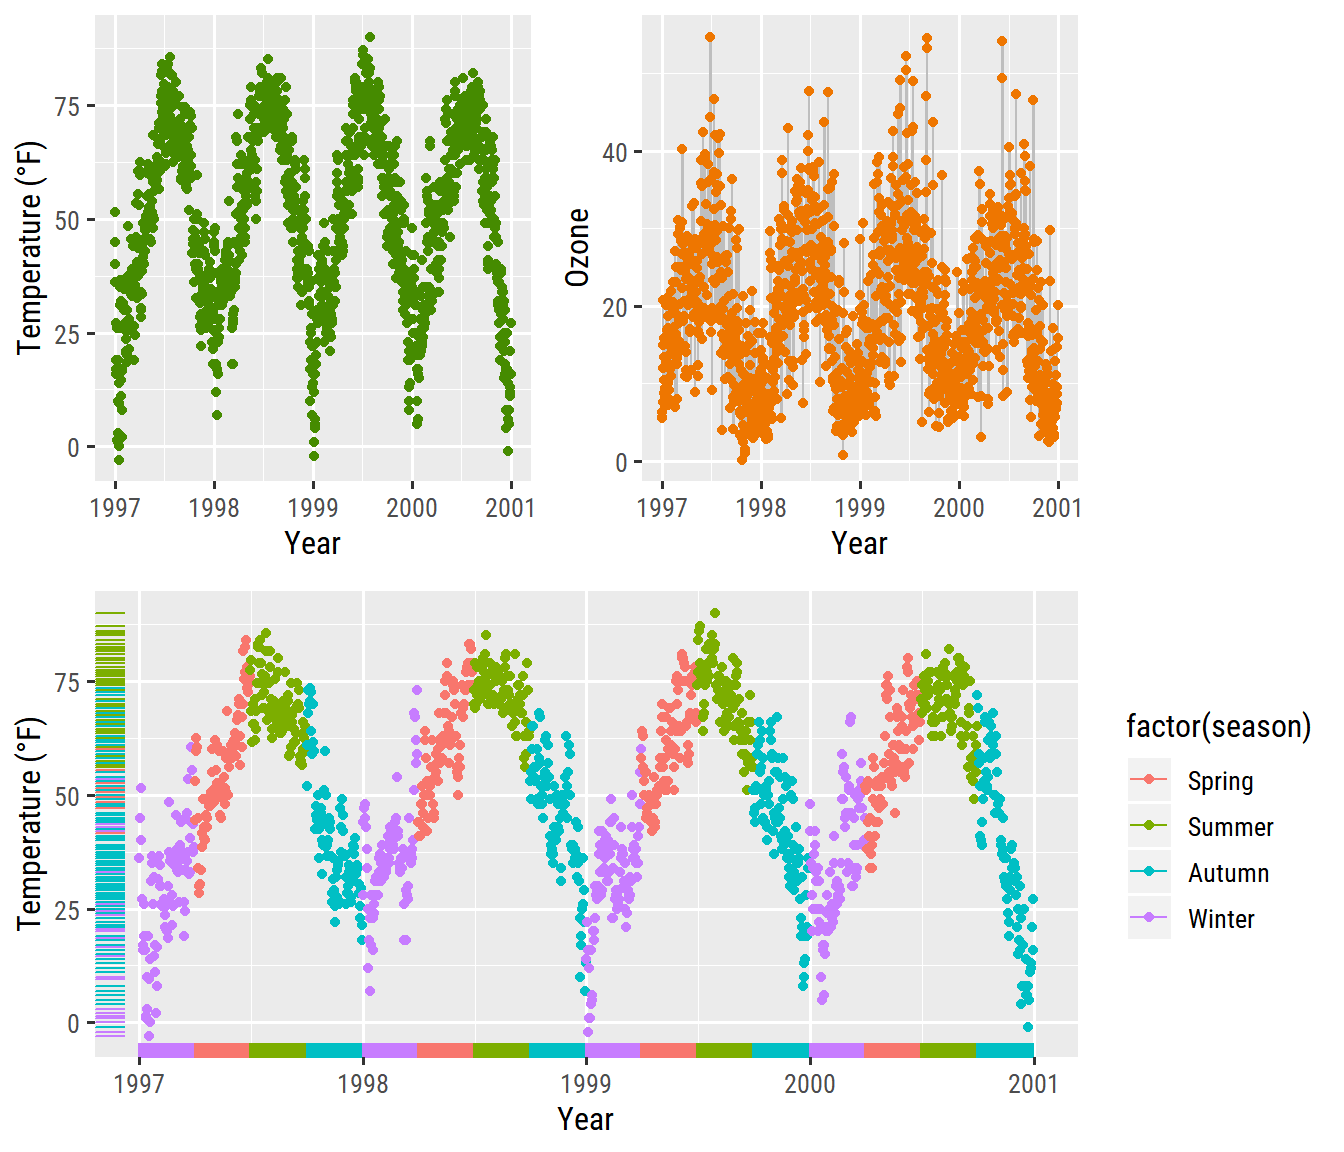 Temperature (°F)
75
50
25
0
1997 1998 1999 2000 2001
Year
Ozone
40
20
0
1997 1998 1999 2000 2001
Year
Temperature (°F)
75
50
25
0
1997 1998 1999 2000 2001
Year
factor(season)
Spring
Summer
Autumn
Winter